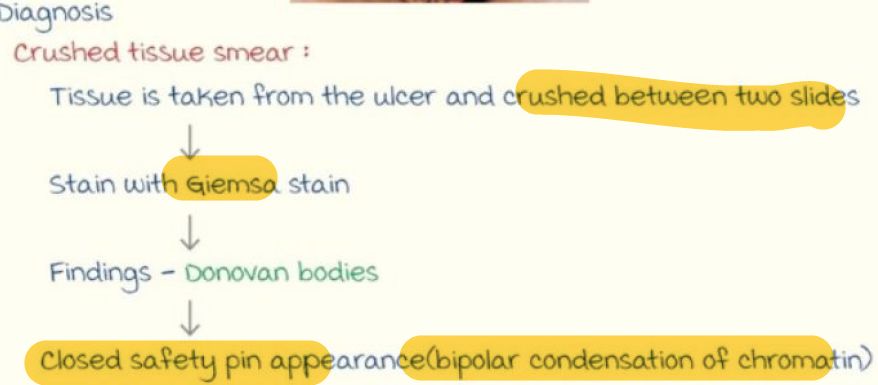 Diagnosis
Crushed tissue smear :
Tissue is taken from the ulcer and crushed between two slides
↓
Stain with Giemsa stain
↓
Findings - Donovan bodies
↓
Closed safety pin appearance(bipolar condensation of chromatin)